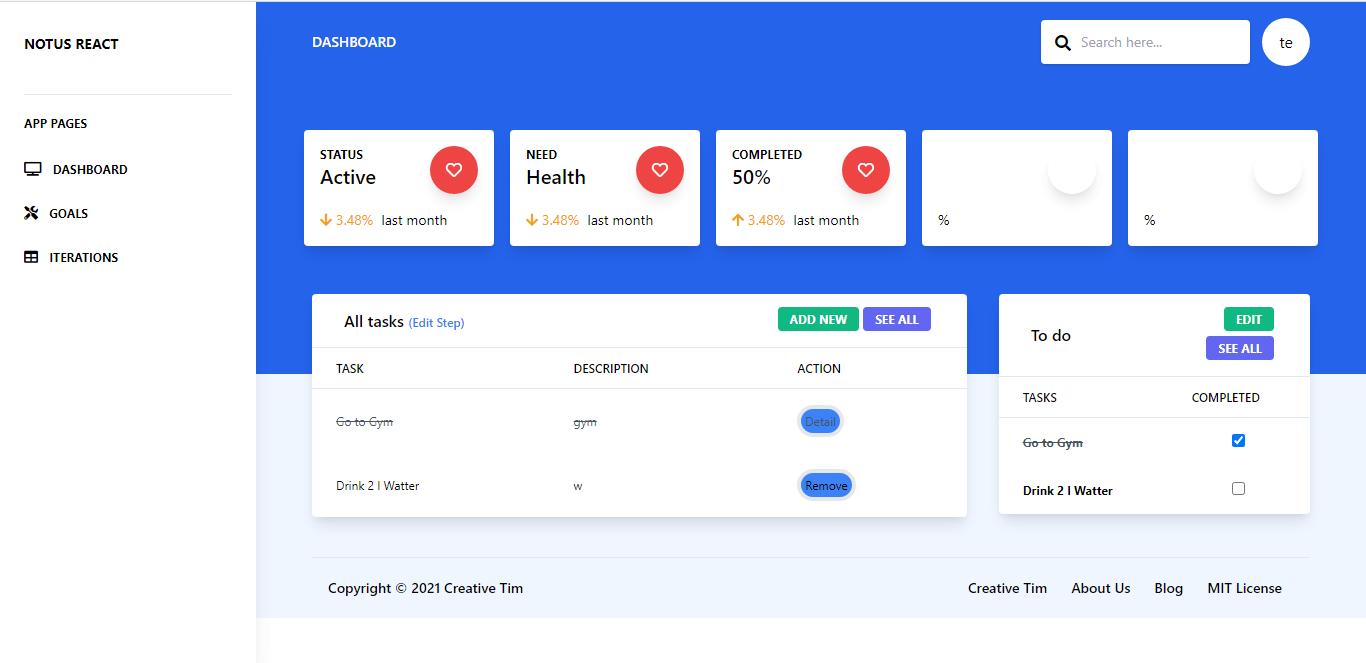 NOTUS REACT
APP PAGES
DASHBOARD
GOALS
ITERATIONS
DASHBOARD
Search here...
te
STATUS
Active
3.48% last month
NEED
Health
3.48% last month
COMPLETED
50%
3.48% last month
%
%
All tasks (Edit Step)
ADD NEW SEE ALL
TASK DESCRIPTION ACTION
Go to Gym gym Detail
Drink 2 l Watter w Remove
To do
EDIT
SEE ALL
TASKS COMPLETED
Go to Gym
Drink 2 l Watter
Copyright © 2021 Creative Tim
Creative Tim About Us Blog MIT License